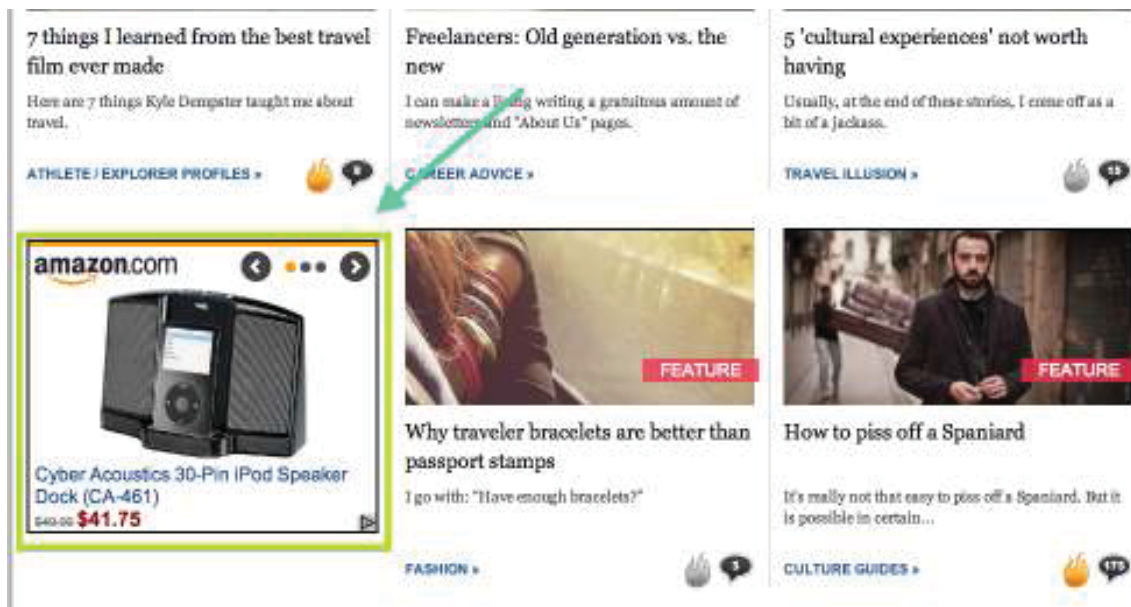 7 things I learned from the best travel
film ever made
Here are 7 things Kyle Dempster taught me about
travel.
ATHLETE / EXPLORER PROFILES »
Freelancers: Old generation vs. the
new
I can make a living writing a gratuitous amount of
newsletters and "About Us" pages.
CAREER ADVICE »
5 'cultural experiences' not worth
having
Usually, at the end of these stories, I come off as a
bit of a jackass.
TRAVEL ILLUSION »
amazon.com
Cyber Acoustics 30-Pin iPod Speaker
Dock (CA-461)
$41.75
FEATURE
Why traveler bracelets are better than
passport stamps
I go with: "Have enough bracelets?"
FASHION »
FEATURE
How to piss off a Spaniard
It's really not that easy to piss off a Spaniard. But it
is possible in certain...
CULTURE GUIDES »
175